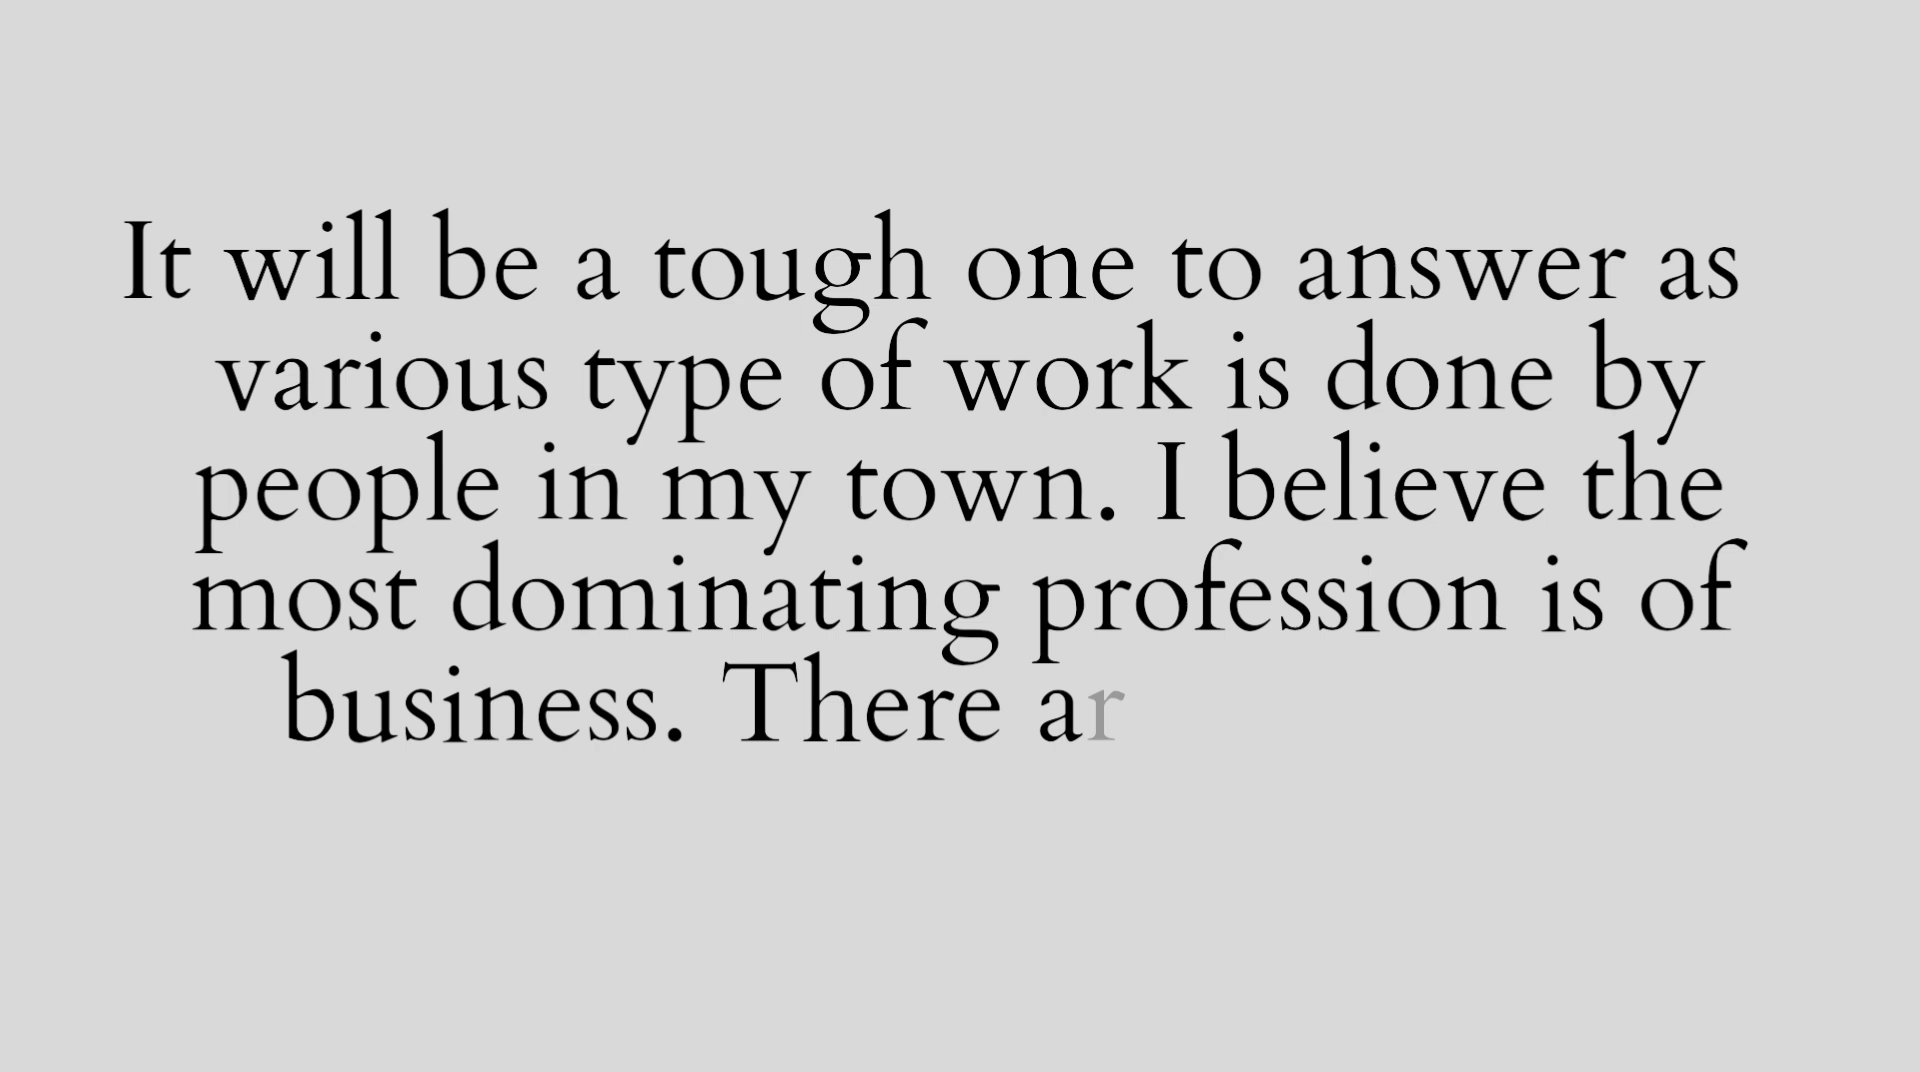 It will be a tough one to answer as
various type of work is done by
people in my town. I believe the
most dominating profession is of
business. There ar